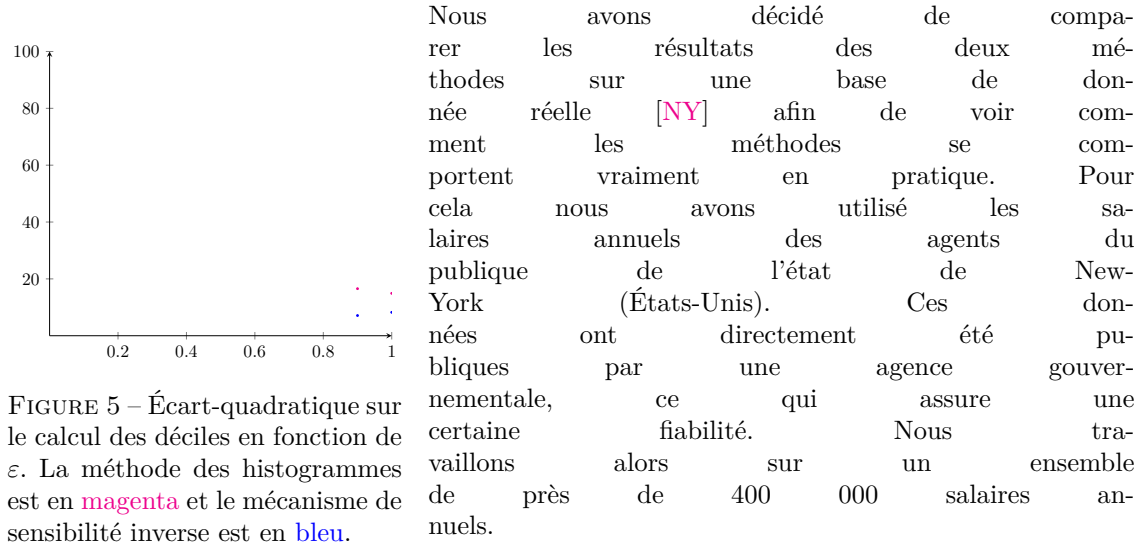 100
80
60
40
20
0.2 0.4 0.6 0.8 1
FIGURE 5 – Écart-quadratique sur
le calcul des déciles en fonction de
ε. La méthode des histogrammes
est en magenta et le mécanisme de
sensibilité inverse est en bleu.
Nous avons décidé de compa-
rer les résultats des deux mé-
thodes sur une base de don-
née réelle [NY] afin de voir com-
ment les méthodes se com-
portent vraiment en pratique. Pour
cela nous avons utilisé les sa-
laires annuels des agents du
publique de l'état de New-
York (États-Unis). Ces don-
nées ont directement été pu-
bliques par une agence gouver-
nementale, ce qui assure une
certaine fiabilité. Nous tra-
vaillons alors sur un ensemble
de près de 400 000 salaires an-
nuels.